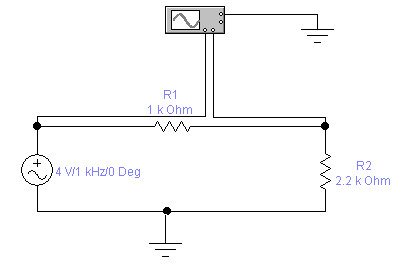 R1
1 k Ohm
4 V/1 kHz/0 Deg
R2
2.2 k Ohm